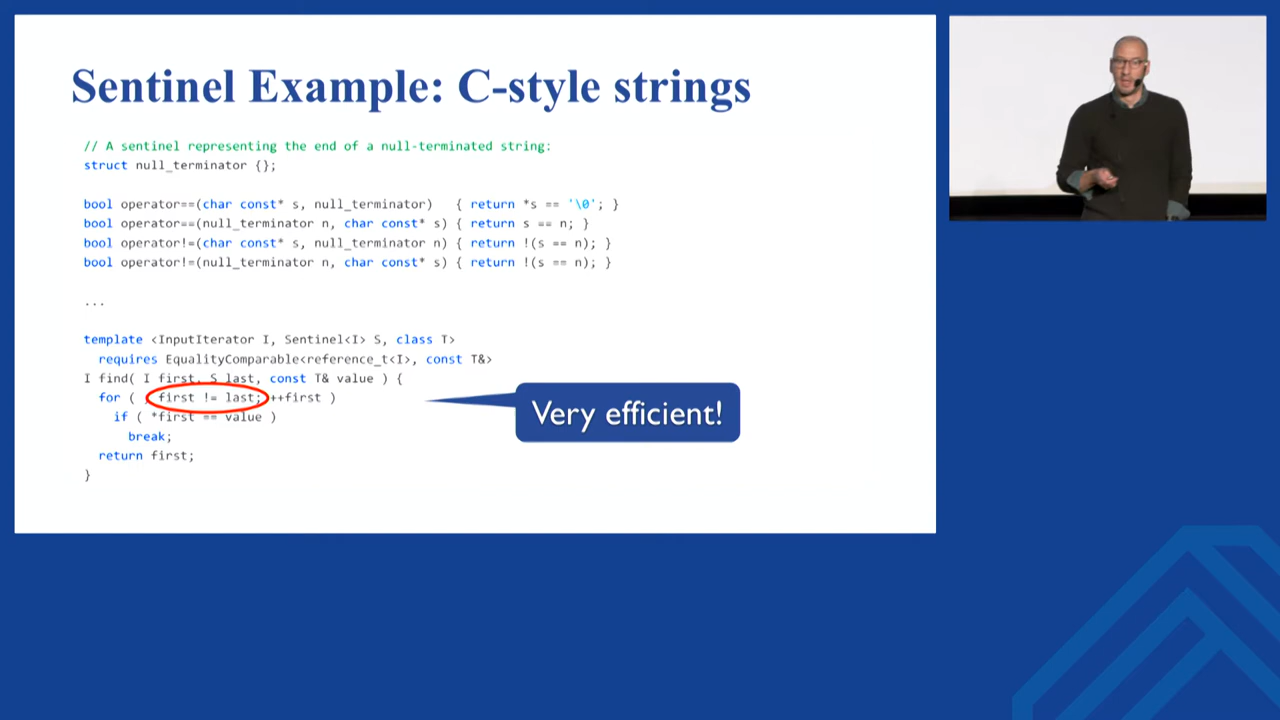 Sentinel Example: C-style strings
// A sentinel representing the end of a null-terminated string:
struct null_terminator {};
bool operator==(char const* s, null_terminator) { return *s == '\0'; }
bool operator==(null_terminator n, char const* s) { return s == n; }
bool operator!=(char const* s, null_terminator n) { return !(s == n); }
bool operator!=(null_terminator n, char const* s) { return !(s == n); }
...
template <InputIterator I, Sentinel<I> S, class T>
requires EqualityComparable<reference_t<I>, const T&>
I find( I first, S last, const T& value ) {
for ( ; first != last; ++first )
if ( *first == value )
break;
return first;
}
Very efficient!